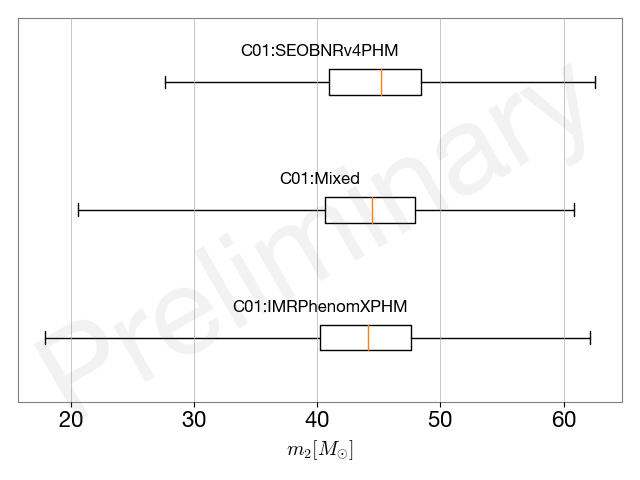 C01:SEOBNRv4PHM
C01:Mixed
C01:IMRPhenomXPHM
Preliminary
20 30 40 50 60
m₂[M☉]